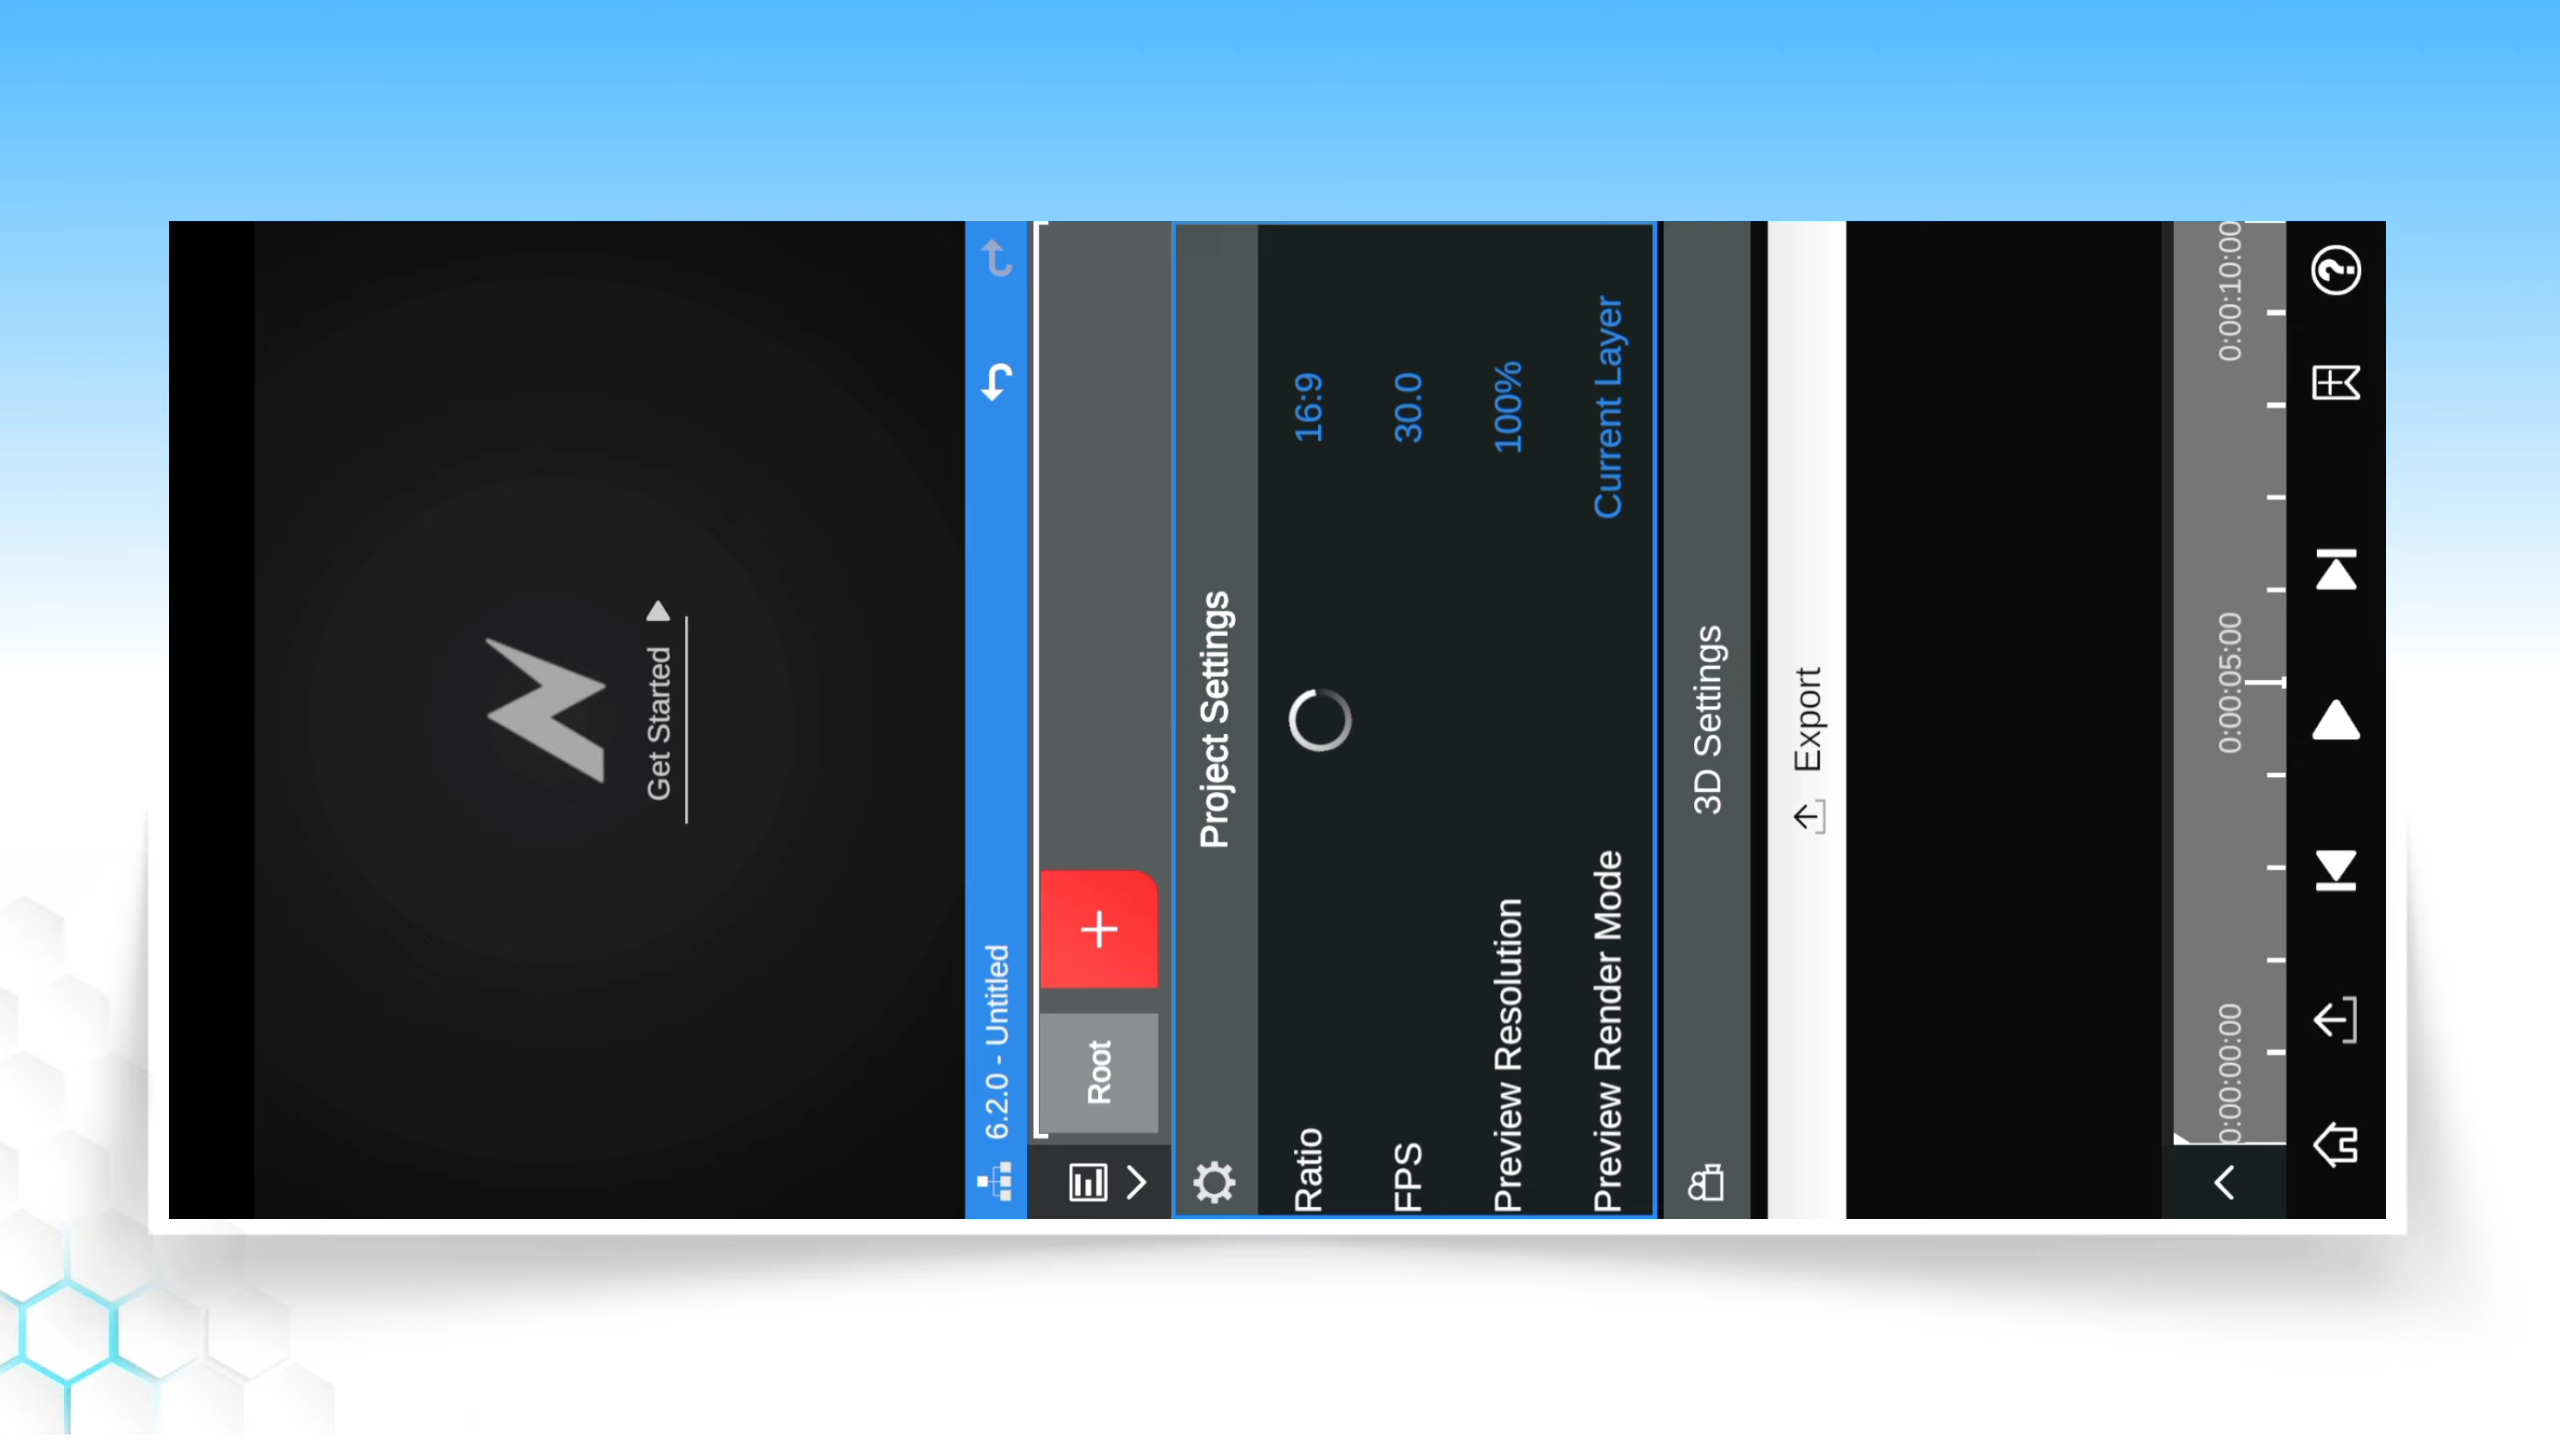 Get Started
6.2.0 - Untitled
Root
Project Settings
Ratio 16:9
FPS 30.0
Preview Resolution 100%
Preview Render Mode Current Layer
3D Settings
Export
0:00:00:00 0:00:05:00 0:00:10:00